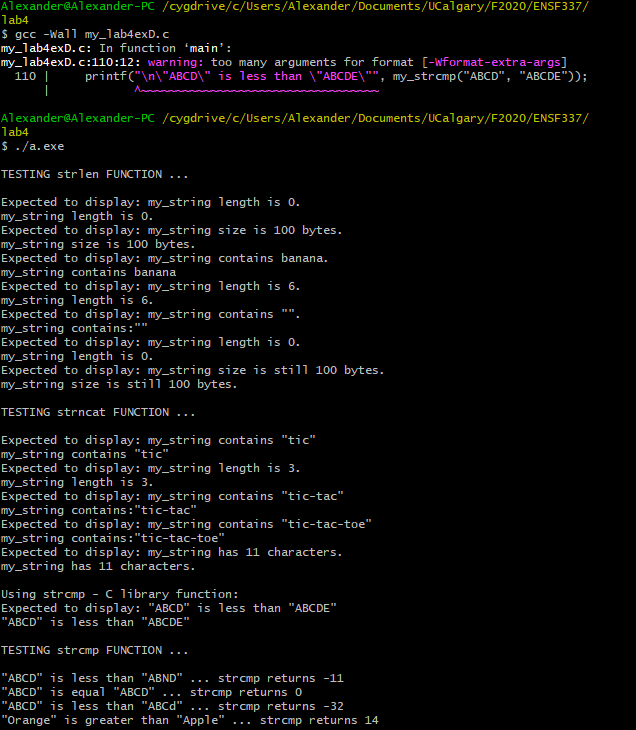 Alexander@Alexander-PC /cygdrive/c/Users/Alexander/Documents/UCalgary/F2020/ENSF337/
lab4
$ gcc -Wall my_lab4exD.c
my_lab4exD.c: In function ‘main’:
my_lab4exD.c:110:12: warning: too many arguments for format [-Wformat-extra-args]
  110 |     printf("\n\"ABCD\" is less than \"ABCDE\"", my_strcmp("ABCD", "ABCDE"));
      |            ^~~~~~~~~~~~~~~~~~~~~~~~~~~~~~~~~~~
Alexander@Alexander-PC /cygdrive/c/Users/Alexander/Documents/UCalgary/F2020/ENSF337/
lab4
$ ./a.exe
TESTING strlen FUNCTION ...
Expected to display: my_string length is 0.
my_string length is 0.
Expected to display: my_string size is 100 bytes.
my_string size is 100 bytes.
Expected to display: my_string contains banana.
my_string contains banana
Expected to display: my_string length is 6.
my_string length is 6.
Expected to display: my_string contains "".
my_string contains:""
Expected to display: my_string length is 0.
my_string length is 0.
Expected to display: my_string size is still 100 bytes.
my_string size is still 100 bytes.
TESTING strncat FUNCTION ...
Expected to display: my_string contains "tic"
my_string contains "tic"
Expected to display: my_string length is 3.
my_string length is 3.
Expected to display: my_string contains "tic-tac"
my_string contains:"tic-tac"
Expected to display: my_string contains "tic-tac-toe"
my_string contains:"tic-tac-toe"
Expected to display: my_string has 11 characters.
my_string has 11 characters.
Using strcmp - C library function:
Expected to display: "ABCD" is less than "ABCDE"
"ABCD" is less than "ABCDE"
TESTING strcmp FUNCTION ...
"ABCD" is less than "ABND" ... strcmp returns -11
"ABCD" is equal "ABCD" ... strcmp returns 0
"ABCD" is less than "ABCd" ... strcmp returns -32
"Orange" is greater than "Apple" ... strcmp returns 14